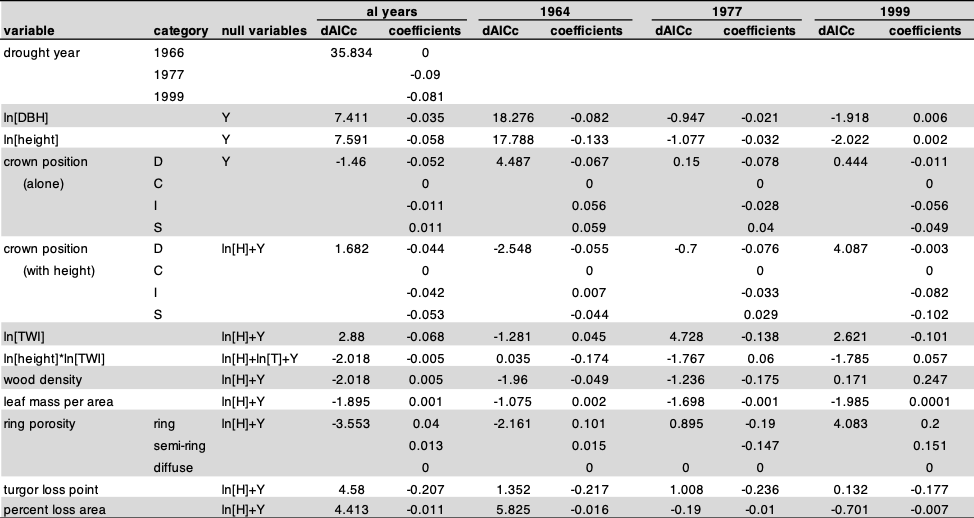 al years 1964 1977 1999
variable category null variables dAICc coefficients dAICc coefficients dAICc coefficients dAICc coefficients
drought year 1966 35.834 0
1977 -0.09
1999 -0.081
ln[DBH] Y 7.411 -0.035 18.276 -0.082 -0.947 -0.021 -1.918 0.006
ln[height] Y 7.591 -0.058 17.788 -0.133 -1.077 -0.032 -2.022 0.002
crown position D Y -1.46 -0.052 4.487 -0.067 0.15 -0.078 0.444 -0.011
(alone) C 0 0 0 0
I -0.011 0.056 -0.028 -0.056
S 0.011 0.059 0.04 -0.049
crown position D ln[H]+Y 1.682 -0.044 -2.548 -0.055 -0.7 -0.076 4.087 -0.003
(with height) C 0 0 0 0
I -0.042 0.007 -0.033 -0.082
S -0.053 -0.044 0.029 -0.102
ln[TWI] ln[H]+Y 2.88 -0.068 -1.281 0.045 4.728 -0.138 2.621 -0.101
ln[height]*ln[TWI] ln[H]+ln[T]+Y -2.018 -0.005 0.035 -0.174 -1.767 0.06 -1.785 0.057
wood density ln[H]+Y -2.018 0.005 -1.96 -0.049 -1.236 -0.175 0.171 0.247
leaf mass per area ln[H]+Y -1.895 0.001 -1.075 0.002 -1.698 -0.001 -1.985 0.0001
ring porosity ring ln[H]+Y -3.553 0.04 -2.161 0.101 0.895 -0.19 4.083 0.2
semi-ring 0.013 0.015 -0.147 0.151
diffuse 0 0 0 0 0
turgor loss point ln[H]+Y 4.58 -0.207 1.352 -0.217 1.008 -0.236 0.132 -0.177
percent loss area ln[H]+Y 4.413 -0.011 5.825 -0.016 -0.19 -0.01 -0.701 -0.007